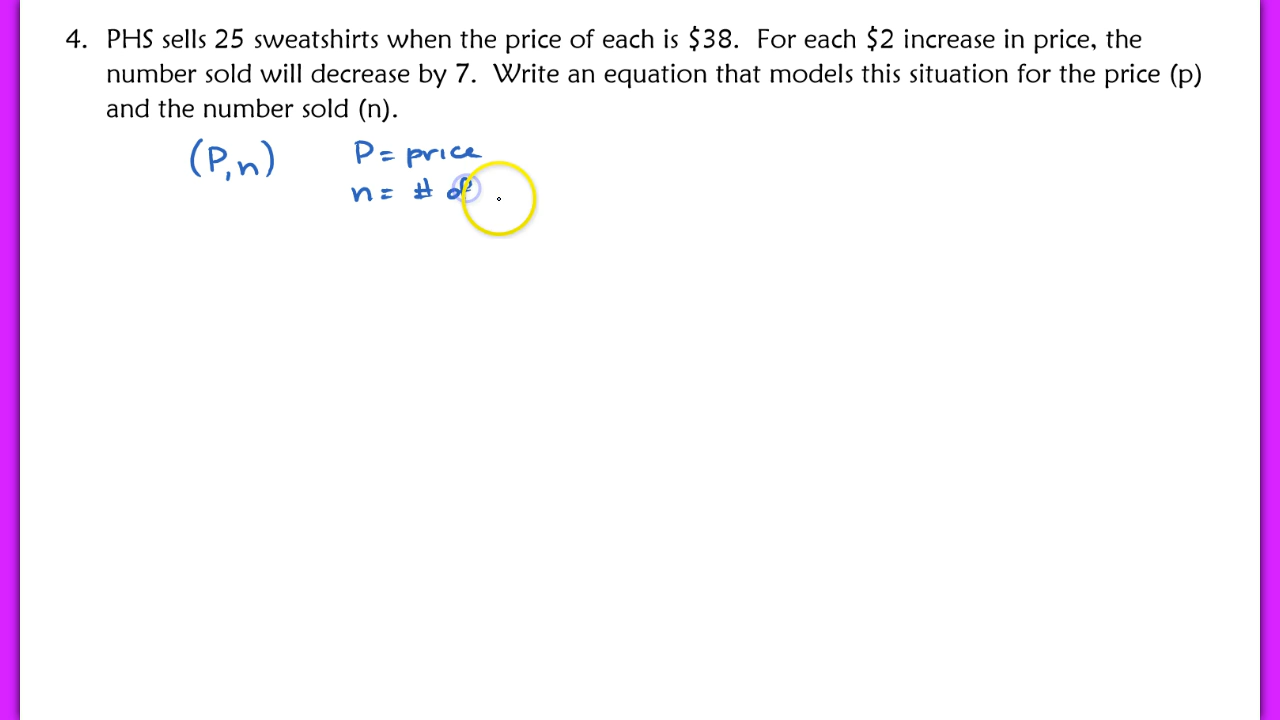 4. PHS sells 25 sweatshirts when the price of each is $38. For each $2 increase in price, the
number sold will decrease by 7. Write an equation that models this situation for the price (p)
and the number sold (n).
(P,n) P= price
n= # of